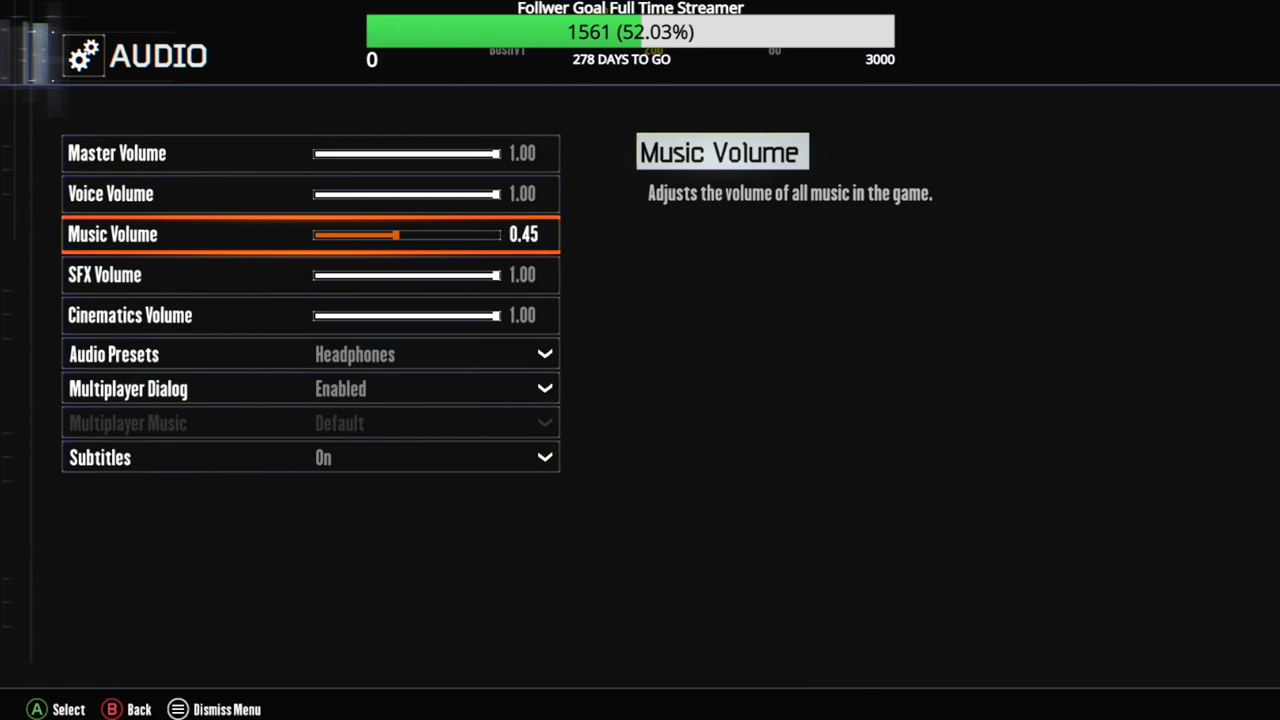 Follwer Goal Full Time Streamer
1561 (52.03%)
0
278 DAYS TO GO
3000
AUDIO
Master Volume 1.00
Voice Volume 1.00
Music Volume 0.45
SFX Volume 1.00
Cinematics Volume 1.00
Audio Presets Headphones
Multiplayer Dialog Enabled
Multiplayer Music Default
Subtitles On
Music Volume
Adjusts the volume of all music in the game.
A Select B Back Dismiss Menu